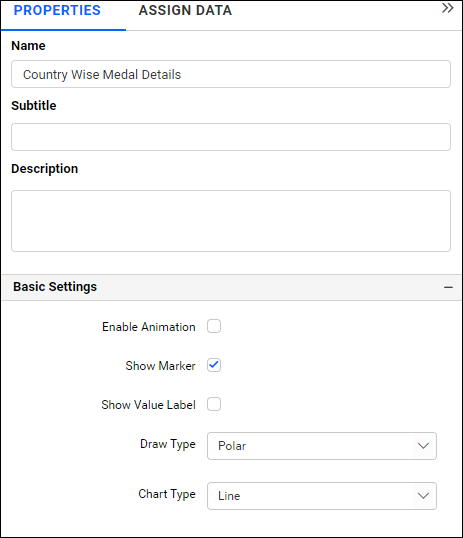 PROPERTIES ASSIGN DATA
Name
Country Wise Medal Details
Subtitle
Description
Basic Settings
Enable Animation
Show Marker
Show Value Label
Draw Type Polar
Chart Type Line